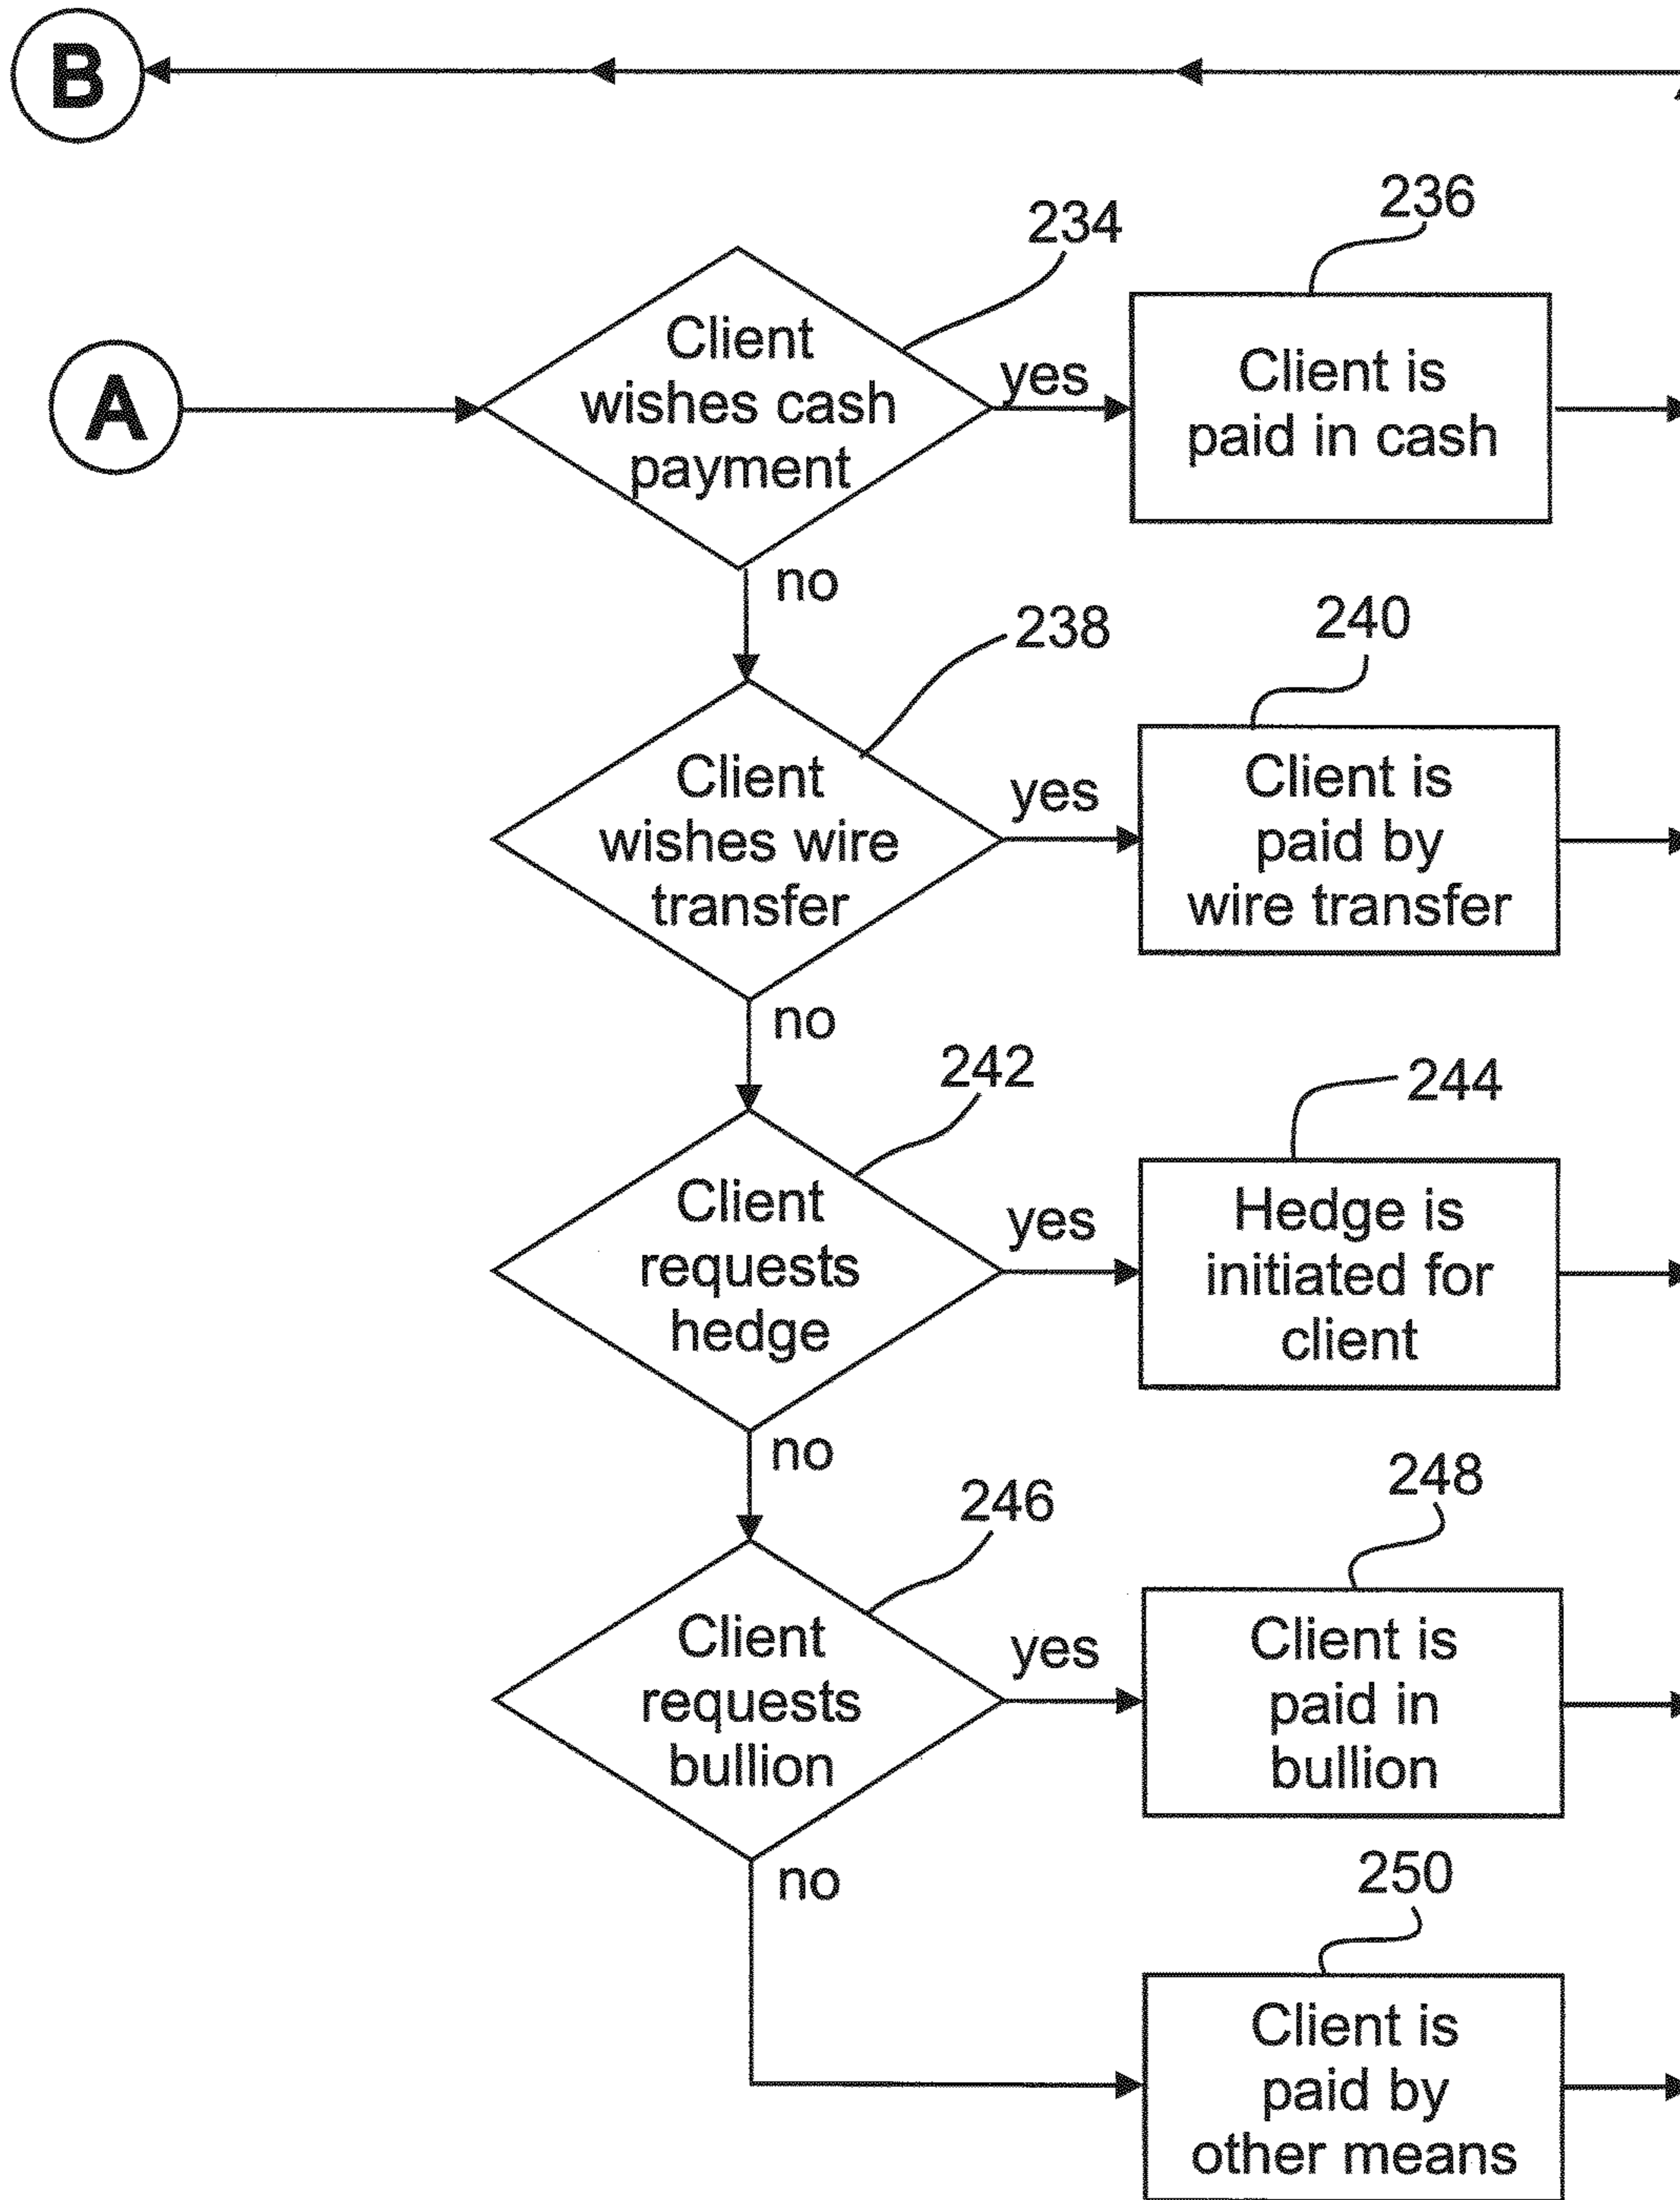 B
234
236
A
Client
wishes cash
payment
yes
Client is
paid in cash
no
238
240
Client
wishes wire
transfer
yes
Client is
paid by
wire transfer
no
242
244
Client
requests
hedge
yes
Hedge is
initiated for
client
no
246
248
Client
requests
bullion
yes
Client is
paid in
bullion
no
250
Client is
paid by
other means